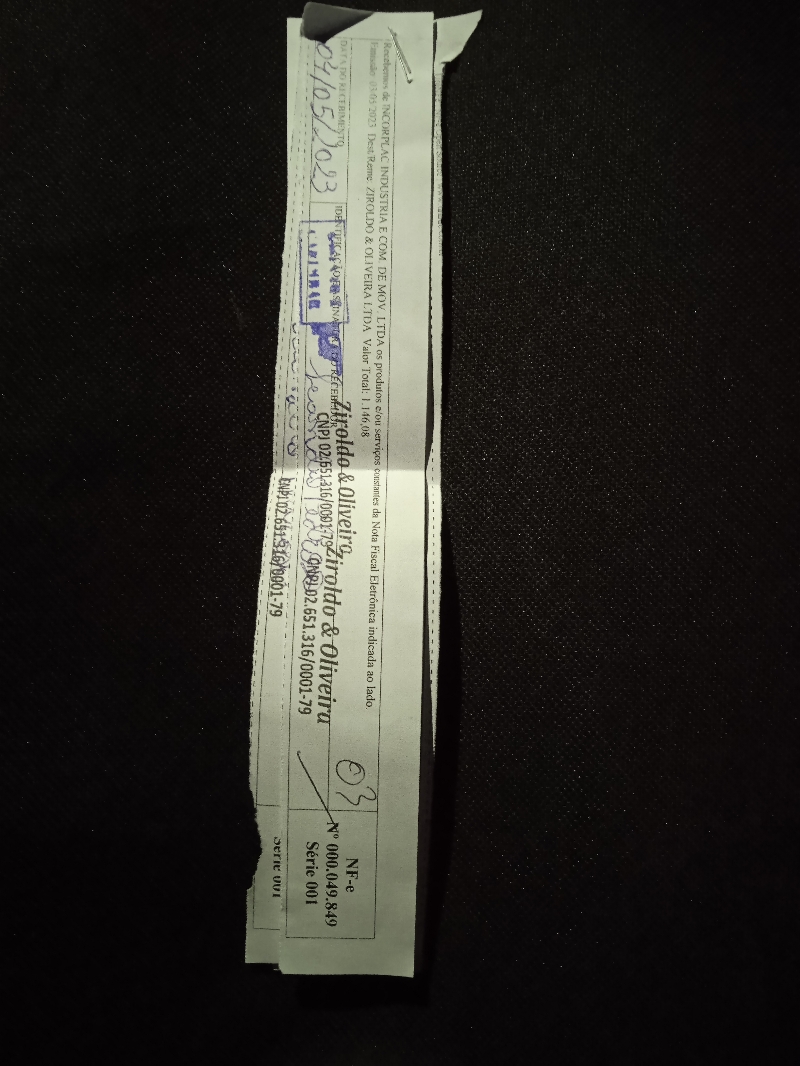 Recebemos de INCORPLAC INDUSTRIA E COM. DE MOV. LTDA os produtos e/ou serviços constantes da Nota Fiscal Eletrônica indicada ao lado.
Emissão: 03/05/2023 Dest/Reme: ZIROLDO & OLIVEIRA LTDA Valor Total: 1.146,08
DATA DO RECEBIMENTO
04/05/2023
IDENTIFICAÇÃO E ASSINATURA DO RECEBEDOR
CARIMBAR
Ziroldo & Oliveira
CNPJ 02.651.316/0001-79
Ziroldo & Oliveira
CNPJ 02.651.316/0001-79
03
NF-e
Nº 000.049.849
Série 001
CNPJ 02.651.316/0001-79
Série 001